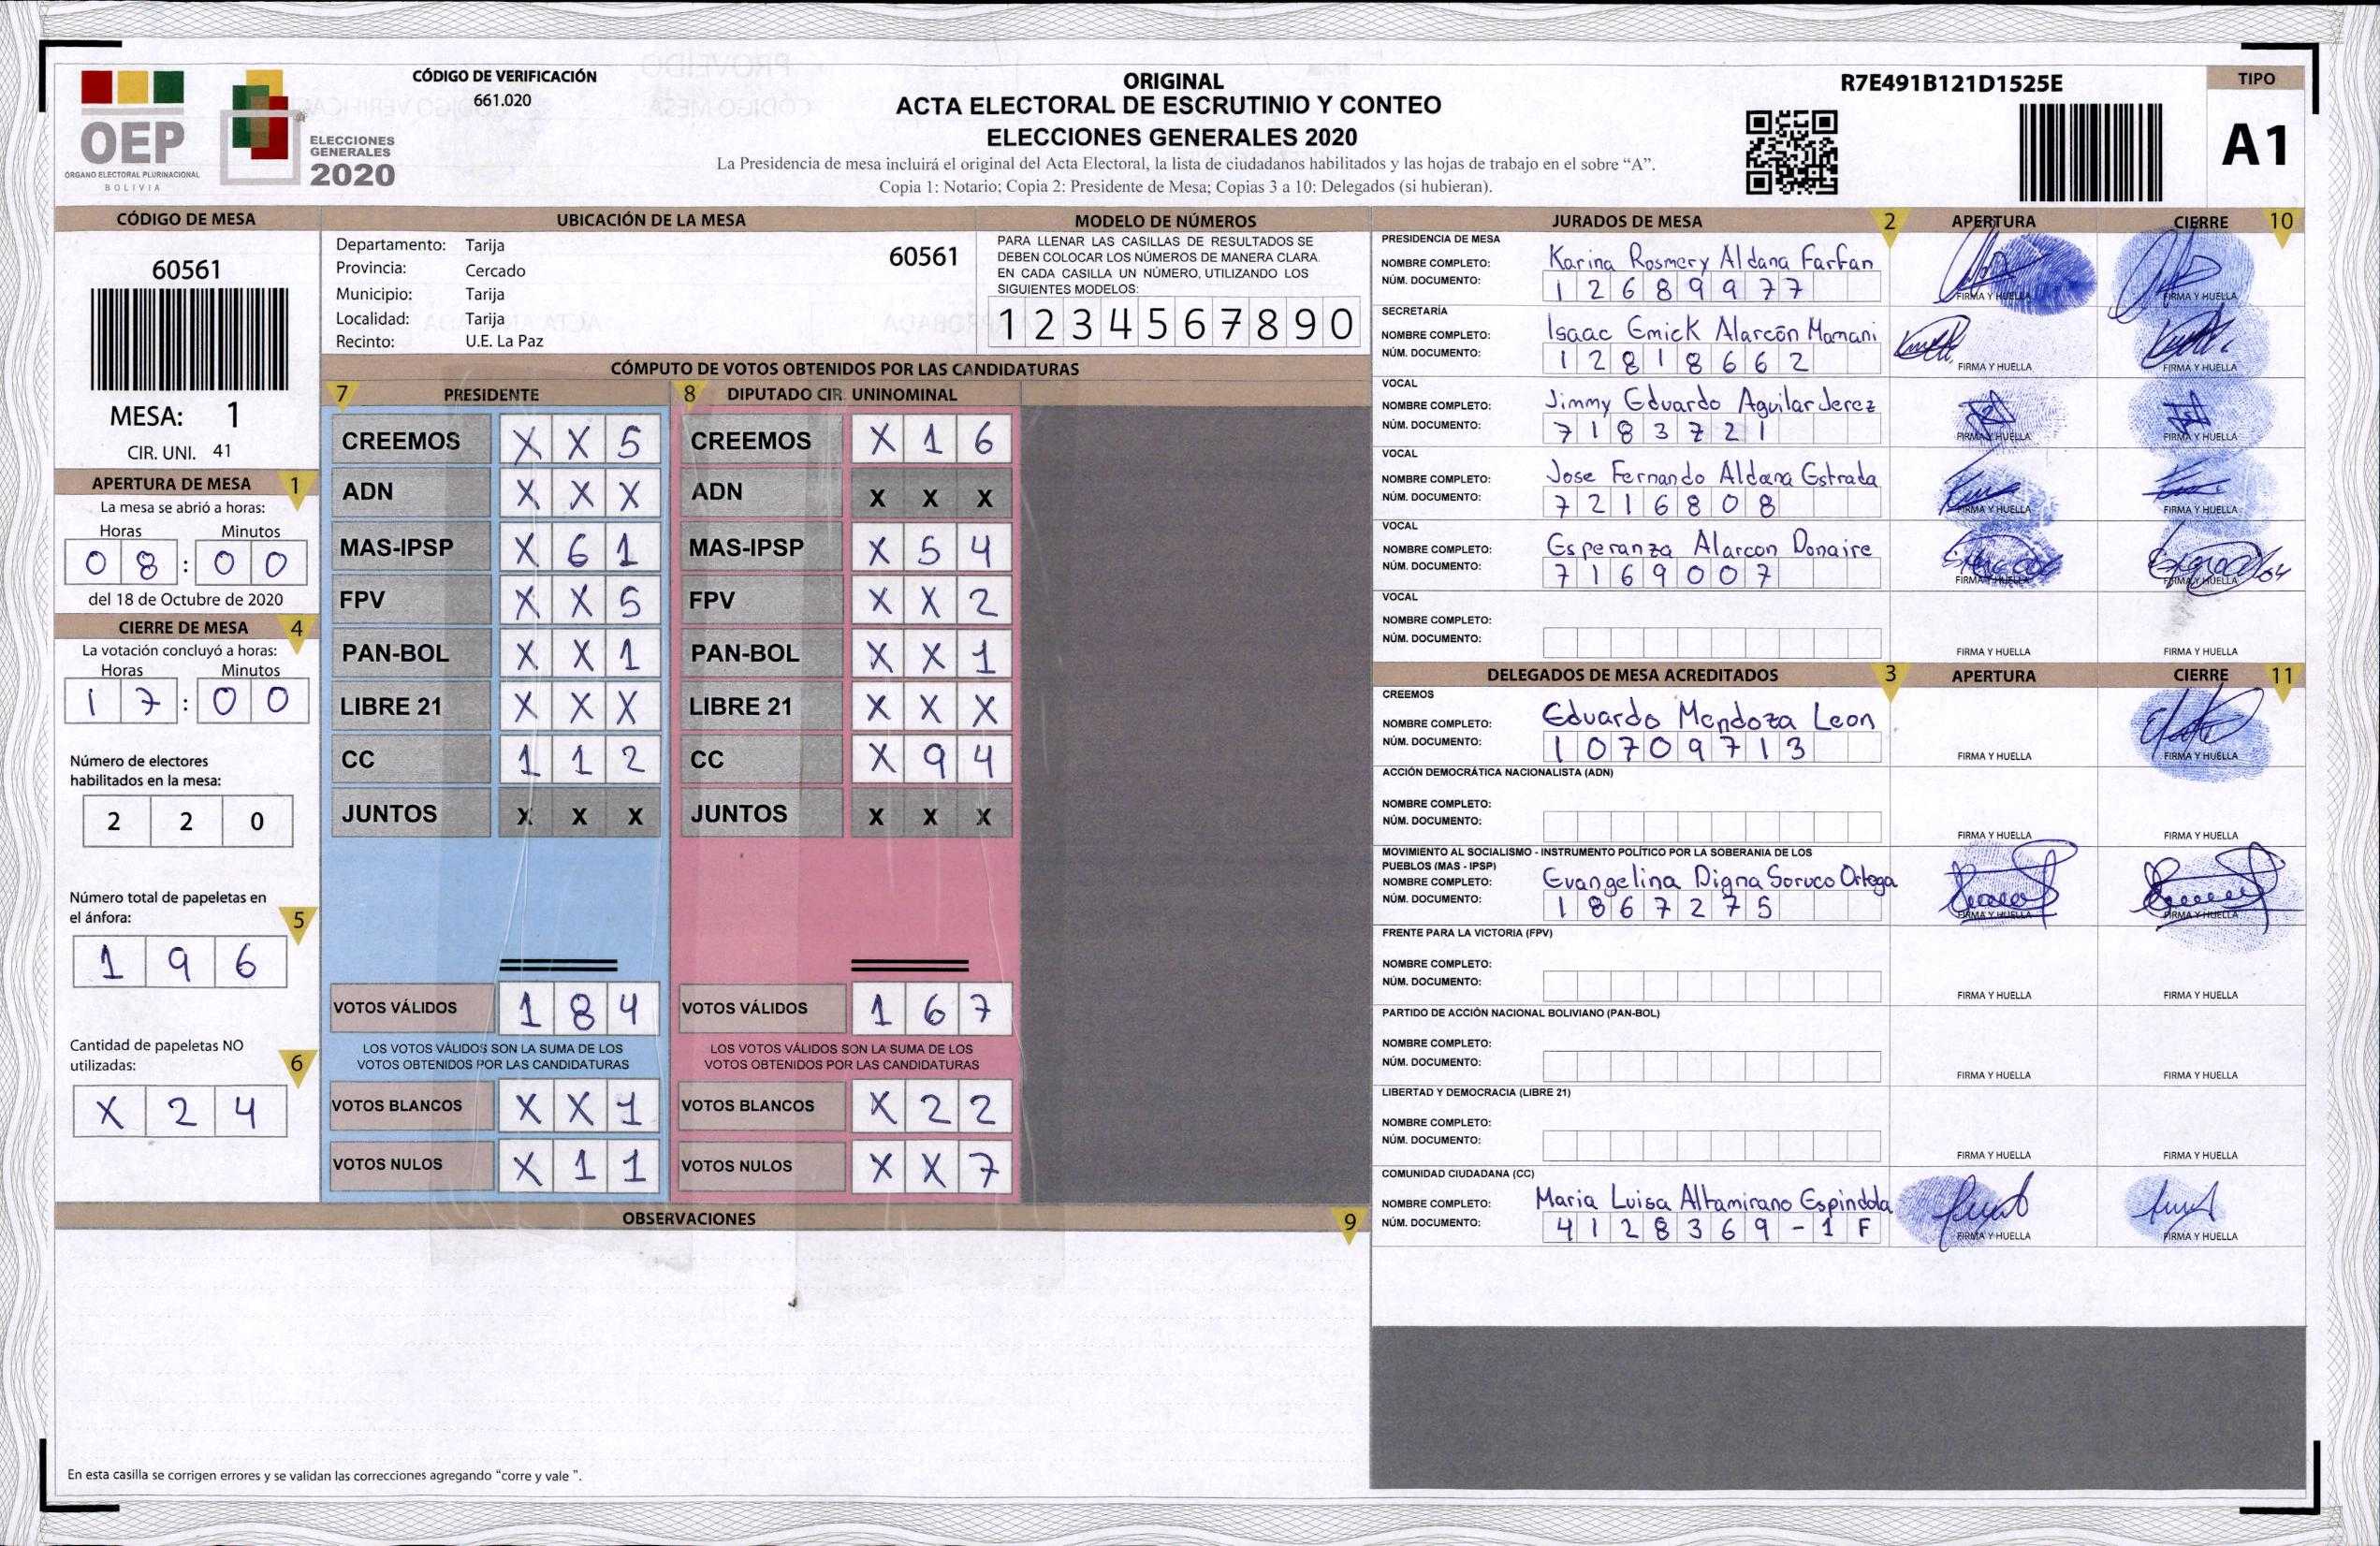 OEP
ÓRGANO ELECTORAL PLURINACIONAL
BOLIVIA
ELECCIONES
GENERALES
2020
CÓDIGO DE VERIFICACIÓN
661.020
ORIGINAL
ACTA ELECTORAL DE ESCRUTINIO Y CONTEO
ELECCIONES GENERALES 2020
La Presidencia de mesa incluirá el original del Acta Electoral, la lista de ciudadanos habilitados y las hojas de trabajo en el sobre “A”.
Copia 1: Notario; Copia 2: Presidente de Mesa; Copias 3 a 10: Delegados (si hubieran).
R7E491B121D1525E
TIPO
A1
CÓDIGO DE MESA
60561
MESA: 1
CIR. UNI. 41
APERTURA DE MESA 1
La mesa se abrió a horas:
Horas Minutos
0 8 : 0 0
del 18 de Octubre de 2020
CIERRE DE MESA 4
La votación concluyó a horas:
Horas Minutos
1 7 : 0 0
Número de electores
habilitados en la mesa:
2 2 0
Número total de papeletas en
el ánfora: 5
1 9 6
Cantidad de papeletas NO
utilizadas: 6
X 2 4
UBICACIÓN DE LA MESA
Departamento: Tarija 60561
Provincia: Cercado
Municipio: Tarija
Localidad: Tarija
Recinto: U.E. La Paz
MODELO DE NÚMEROS
PARA LLENAR LAS CASILLAS DE RESULTADOS SE
DEBEN COLOCAR LOS NÚMEROS DE MANERA CLARA.
EN CADA CASILLA UN NÚMERO, UTILIZANDO LOS
SIGUIENTES MODELOS:
1 2 3 4 5 6 7 8 9 0
CÓMPUTO DE VOTOS OBTENIDOS POR LAS CANDIDATURAS
7 PRESIDENTE 8 DIPUTADO CIR. UNINOMINAL
CREEMOS X X 5 CREEMOS X 1 6
ADN X X X ADN X X X
MAS-IPSP X 6 1 MAS-IPSP X 5 4
FPV X X 5 FPV X X 2
PAN-BOL X X 1 PAN-BOL X X 1
LIBRE 21 X X X LIBRE 21 X X X
CC 1 1 2 CC X 9 4
JUNTOS X X X JUNTOS X X X
VOTOS VÁLIDOS 1 8 4 VOTOS VÁLIDOS 1 6 7
LOS VOTOS VÁLIDOS SON LA SUMA DE LOS LOS VOTOS VÁLIDOS SON LA SUMA DE LOS
VOTOS OBTENIDOS POR LAS CANDIDATURAS VOTOS OBTENIDOS POR LAS CANDIDATURAS
VOTOS BLANCOS X X 1 VOTOS BLANCOS X 2 2
VOTOS NULOS X 1 1 VOTOS NULOS X X 7
OBSERVACIONES 9
En esta casilla se corrigen errores y se validan las correcciones agregando “corre y vale ”.
JURADOS DE MESA 2 APERTURA CIERRE 10
PRESIDENCIA DE MESA
NOMBRE COMPLETO: Karina Rosmery Aldana Farfan
NÚM. DOCUMENTO: 1 2 6 8 9 9 7 7
FIRMA Y HUELLA FIRMA Y HUELLA
SECRETARÍA
NOMBRE COMPLETO: Isaac Emick Alarcón Mamani
NÚM. DOCUMENTO: 1 2 8 1 8 6 6 2
FIRMA Y HUELLA FIRMA Y HUELLA
VOCAL
NOMBRE COMPLETO: Jimmy Eduardo Aguilar Jerez
NÚM. DOCUMENTO: 7 1 8 3 7 2 1
FIRMA Y HUELLA FIRMA Y HUELLA
VOCAL
NOMBRE COMPLETO: Jose Fernando Aldana Estrada
NÚM. DOCUMENTO: 7 2 1 6 8 0 8
FIRMA Y HUELLA FIRMA Y HUELLA
VOCAL
NOMBRE COMPLETO: Esperanza Alarcon Donaire
NÚM. DOCUMENTO: 7 1 6 9 0 0 7
FIRMA Y HUELLA FIRMA Y HUELLA
VOCAL
NOMBRE COMPLETO:
NÚM. DOCUMENTO:
FIRMA Y HUELLA FIRMA Y HUELLA
DELEGADOS DE MESA ACREDITADOS 3 APERTURA CIERRE 11
CREEMOS
NOMBRE COMPLETO: Eduardo Mendoza Leon
NÚM. DOCUMENTO: 1 0 7 0 9 7 1 3
FIRMA Y HUELLA FIRMA Y HUELLA
ACCIÓN DEMOCRÁTICA NACIONALISTA (ADN)
NOMBRE COMPLETO:
NÚM. DOCUMENTO:
FIRMA Y HUELLA FIRMA Y HUELLA
MOVIMIENTO AL SOCIALISMO - INSTRUMENTO POLÍTICO POR LA SOBERANIA DE LOS
PUEBLOS (MAS - IPSP)
NOMBRE COMPLETO: Evangelina Digna Soruco Ortega
NÚM. DOCUMENTO: 1 8 6 7 2 7 5
FIRMA Y HUELLA FIRMA Y HUELLA
FRENTE PARA LA VICTORIA (FPV)
NOMBRE COMPLETO:
NÚM. DOCUMENTO:
FIRMA Y HUELLA FIRMA Y HUELLA
PARTIDO DE ACCIÓN NACIONAL BOLIVIANO (PAN-BOL)
NOMBRE COMPLETO:
NÚM. DOCUMENTO:
FIRMA Y HUELLA FIRMA Y HUELLA
LIBERTAD Y DEMOCRACIA (LIBRE 21)
NOMBRE COMPLETO:
NÚM. DOCUMENTO:
FIRMA Y HUELLA FIRMA Y HUELLA
COMUNIDAD CIUDADANA (CC)
NOMBRE COMPLETO: Maria Luisa Altamirano Espindola
NÚM. DOCUMENTO: 4 1 2 8 3 6 9 - 1 F
FIRMA Y HUELLA FIRMA Y HUELLA